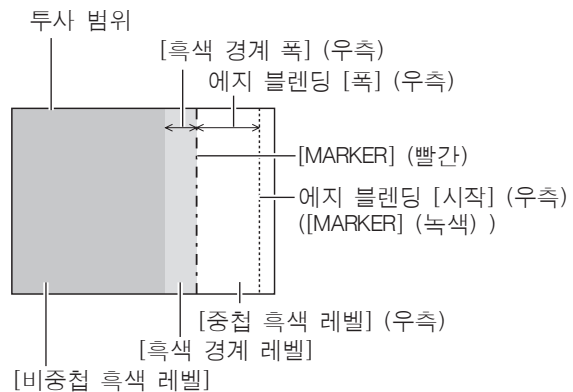 투사 범위
[흑색 경계 폭] (우측)
에지 블렌딩 [폭] (우측)
[MARKER] (빨간)
에지 블렌딩 [시작] (우측)
([MARKER] (녹색) )
[중첩 흑색 레벨] (우측)
[흑색 경계 레벨]
[비중첩 흑색 레벨]